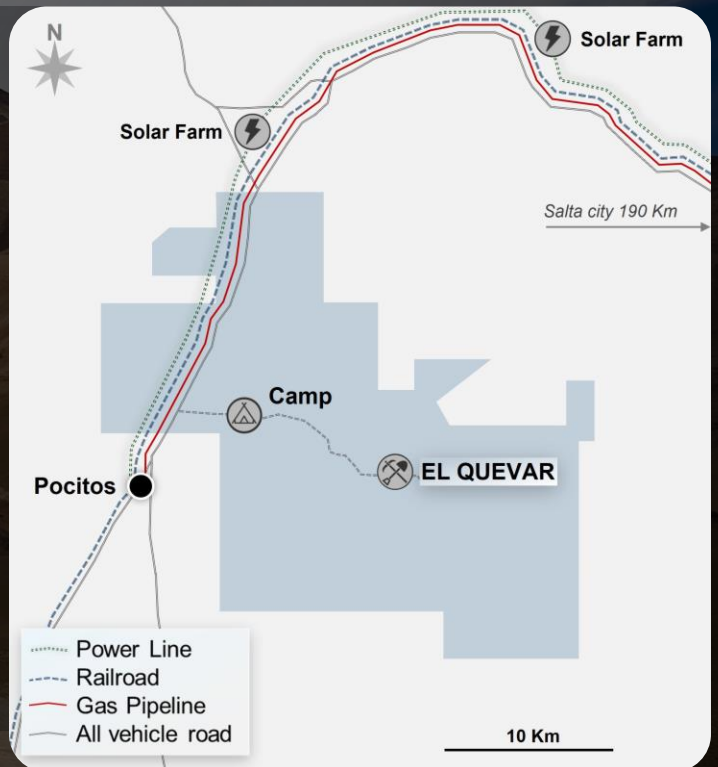 N
Solar Farm
Solar Farm
Salta city 190 Km
Camp
EL QUEVAR
Pocitos
Power Line
Railroad
Gas Pipeline
All vehicle road
10 Km